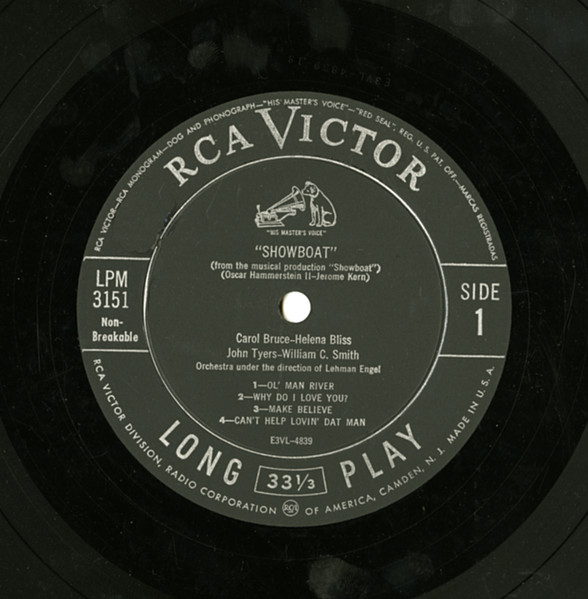 RCA VICTOR—RCA MONOGRAM—DOG AND PHONOGRAPH—"HIS MASTER'S VOICE"—"RED SEAL", REG. U.S. PAT. OFF.—MARCAS REGISTRADAS
RCA VICTOR
"HIS MASTER'S VOICE"
"SHOWBOAT"
(from the musical production "Showboat")
(Oscar Hammerstein II—Jerome Kern)
LPM
3151
Non-
Breakable
SIDE
1
Carol Bruce—Helena Bliss
John Tyers—William C. Smith
Orchestra under the direction of Lehman Engel
1—OL' MAN RIVER
2—WHY DO I LOVE YOU?
3—MAKE BELIEVE
4—CAN'T HELP LOVIN' DAT MAN
E3VL-4839
LONG 33⅓ PLAY
RCA VICTOR DIVISION, RADIO CORPORATION RCA OF AMERICA, CAMDEN, N. J. MADE IN U.S.A.